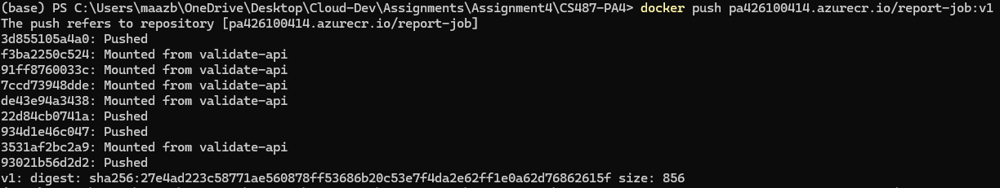 (base) PS C:\Users\maazb\OneDrive\Desktop\Cloud-Dev\Assignments\Assignment4\CS487-PA4> docker push pa426100414.azurecr.io/report-job:v1
The push refers to repository [pa426100414.azurecr.io/report-job]
3d855105a4a0: Pushed
f3ba2250c524: Mounted from validate-api
91ff8760033c: Mounted from validate-api
7ccd73948dde: Mounted from validate-api
de43e94a3438: Mounted from validate-api
22d84cb0741a: Pushed
934d1e46c047: Pushed
3531af2bc2a9: Mounted from validate-api
93021b56d2d2: Pushed
v1: digest: sha256:27e4ad223c58771ae560878ff53686b20c53e7f4da2e62ff1e0a62d76862615f size: 856